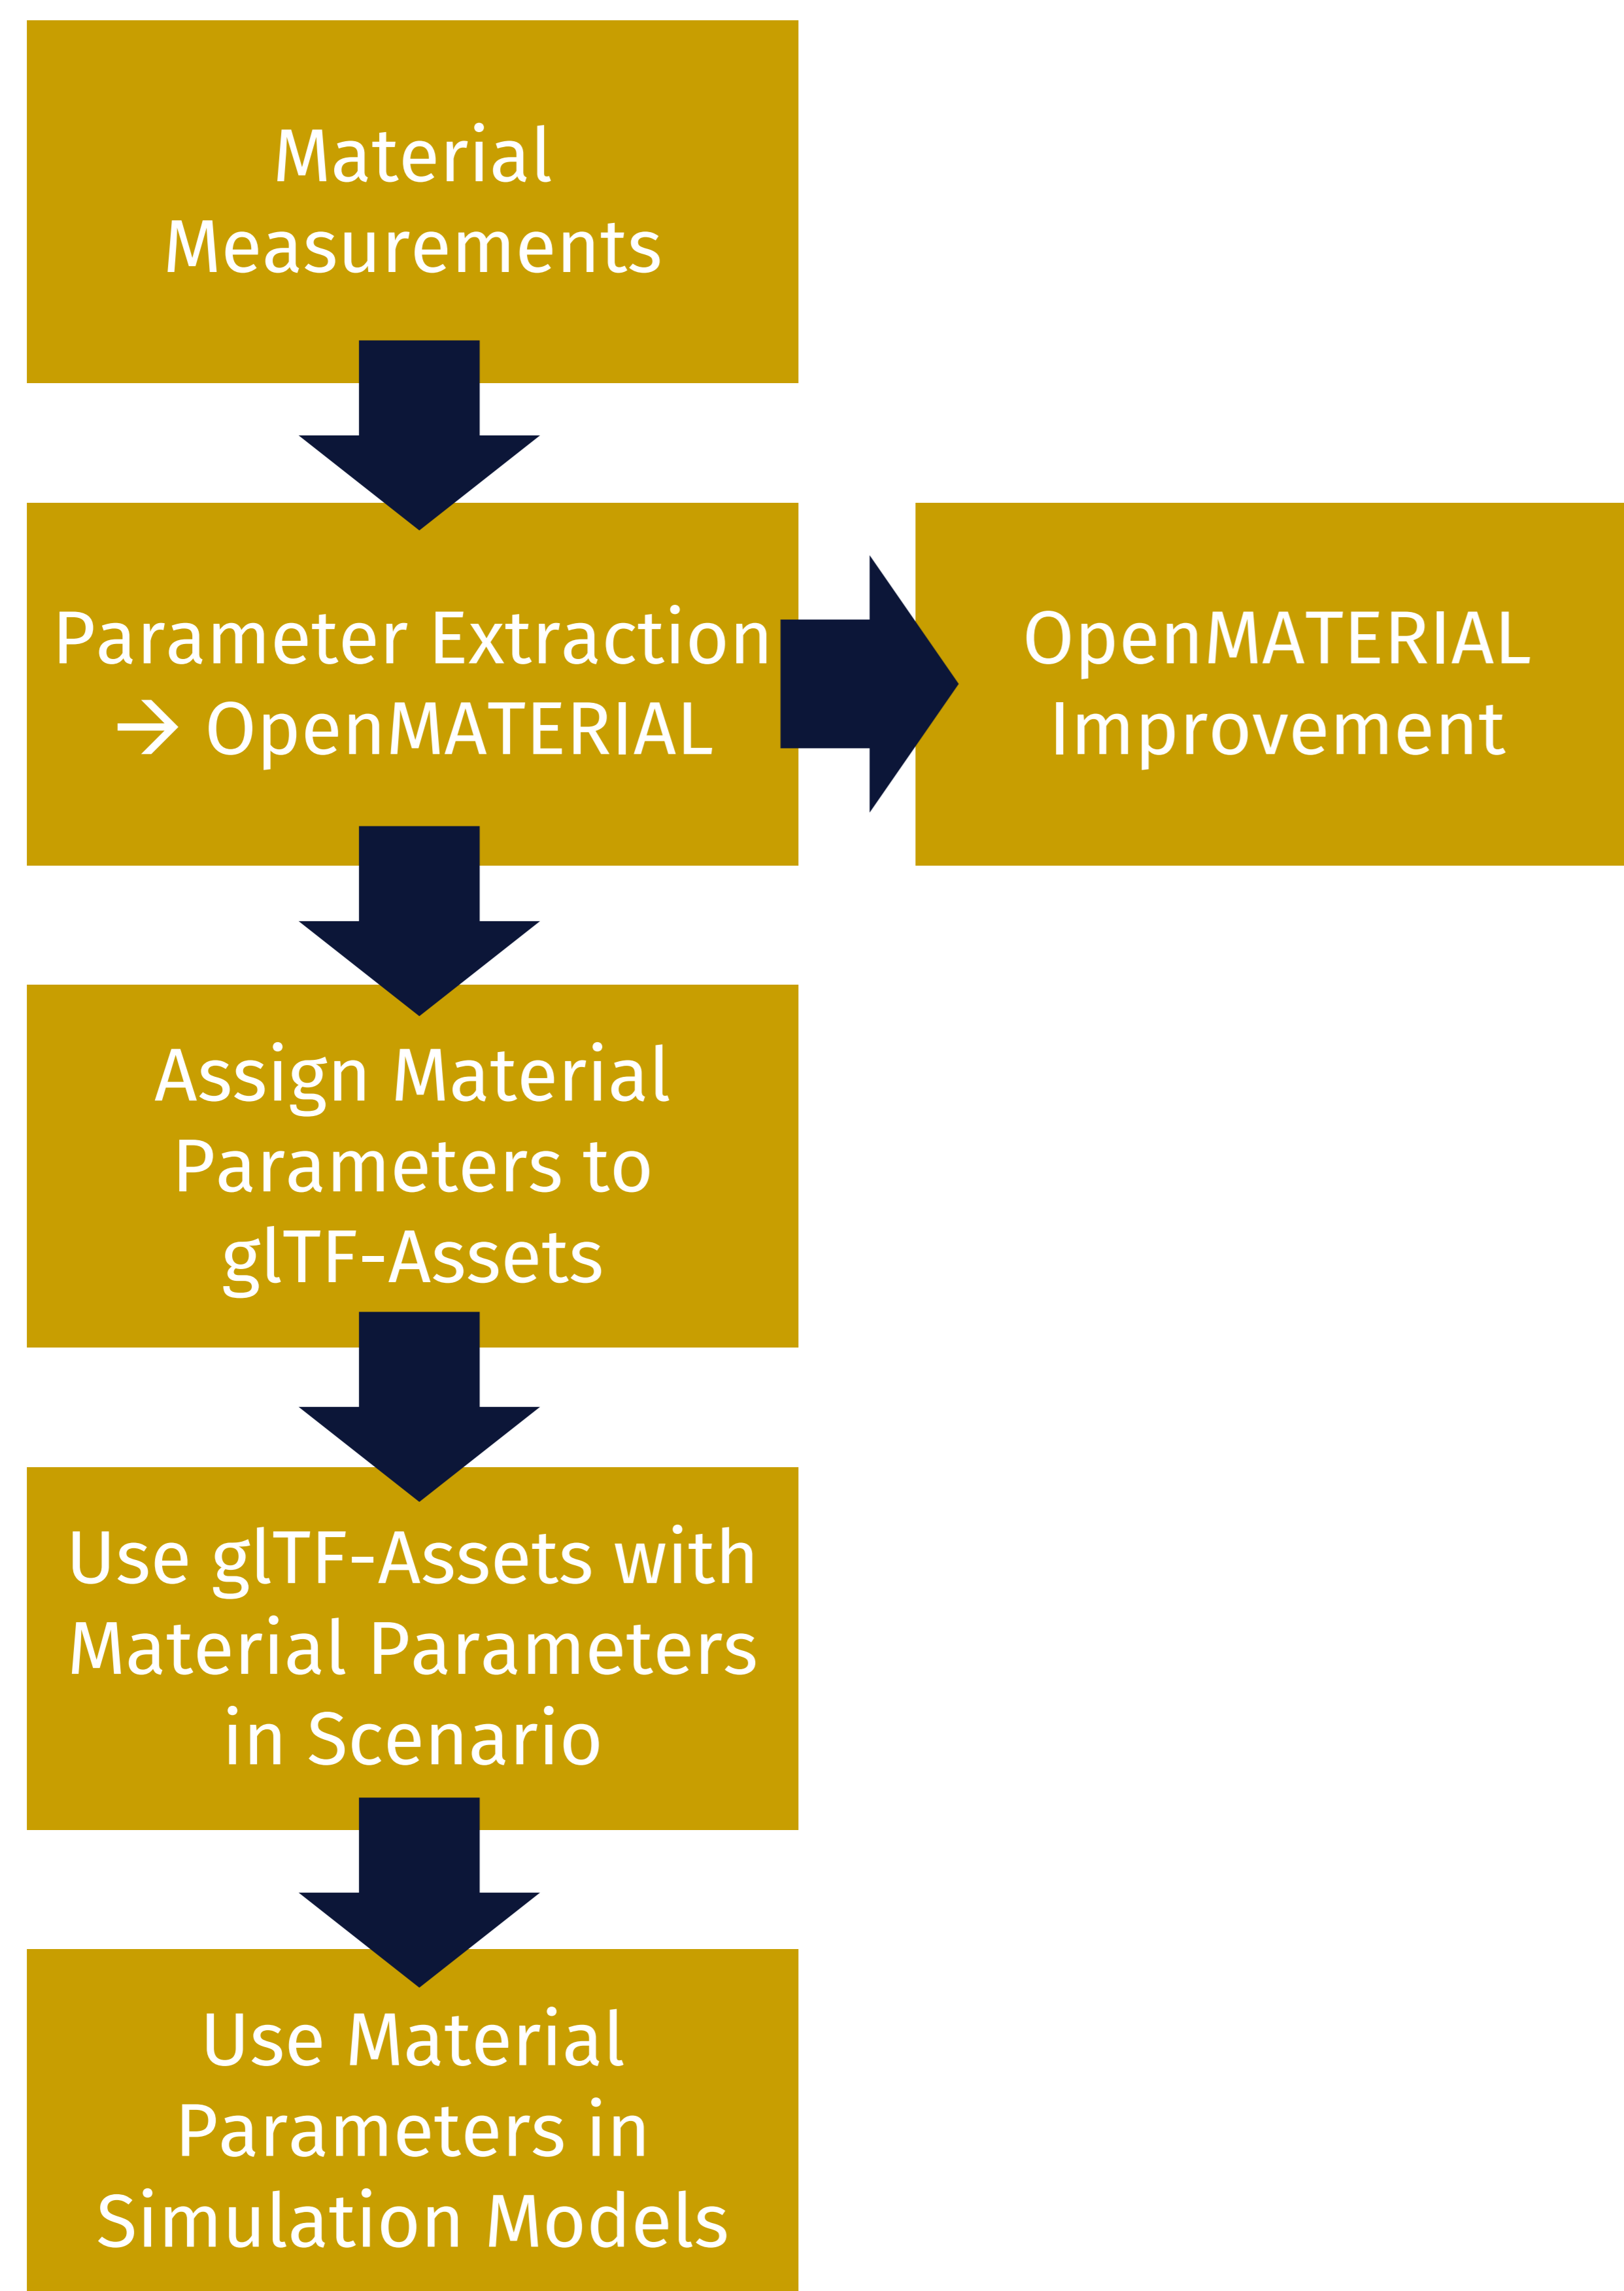 Material
Measurements
Parameter Extraction
→ OpenMATERIAL
OpenMATERIAL
Improvement
Assign Material
Parameters to
glTF-Assets
Use glTF-Assets with
Material Parameters
in Scenario
Use Material
Parameters in
Simulation Models